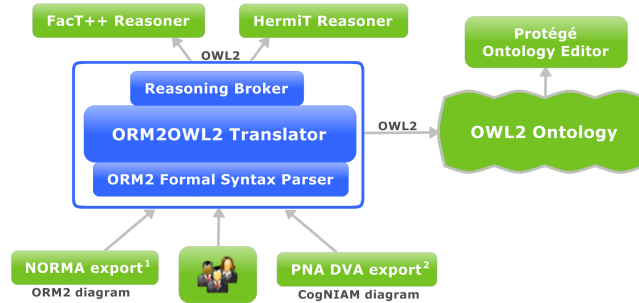 FacT++ Reasoner
HermiT Reasoner
OWL2
Protégé
Ontology Editor
Reasoning Broker
ORM2OWL2 Translator
OWL2
OWL2 Ontology
ORM2 Formal Syntax Parser
NORMA export¹
PNA DVA export²
ORM2 diagram
CogNIAM diagram